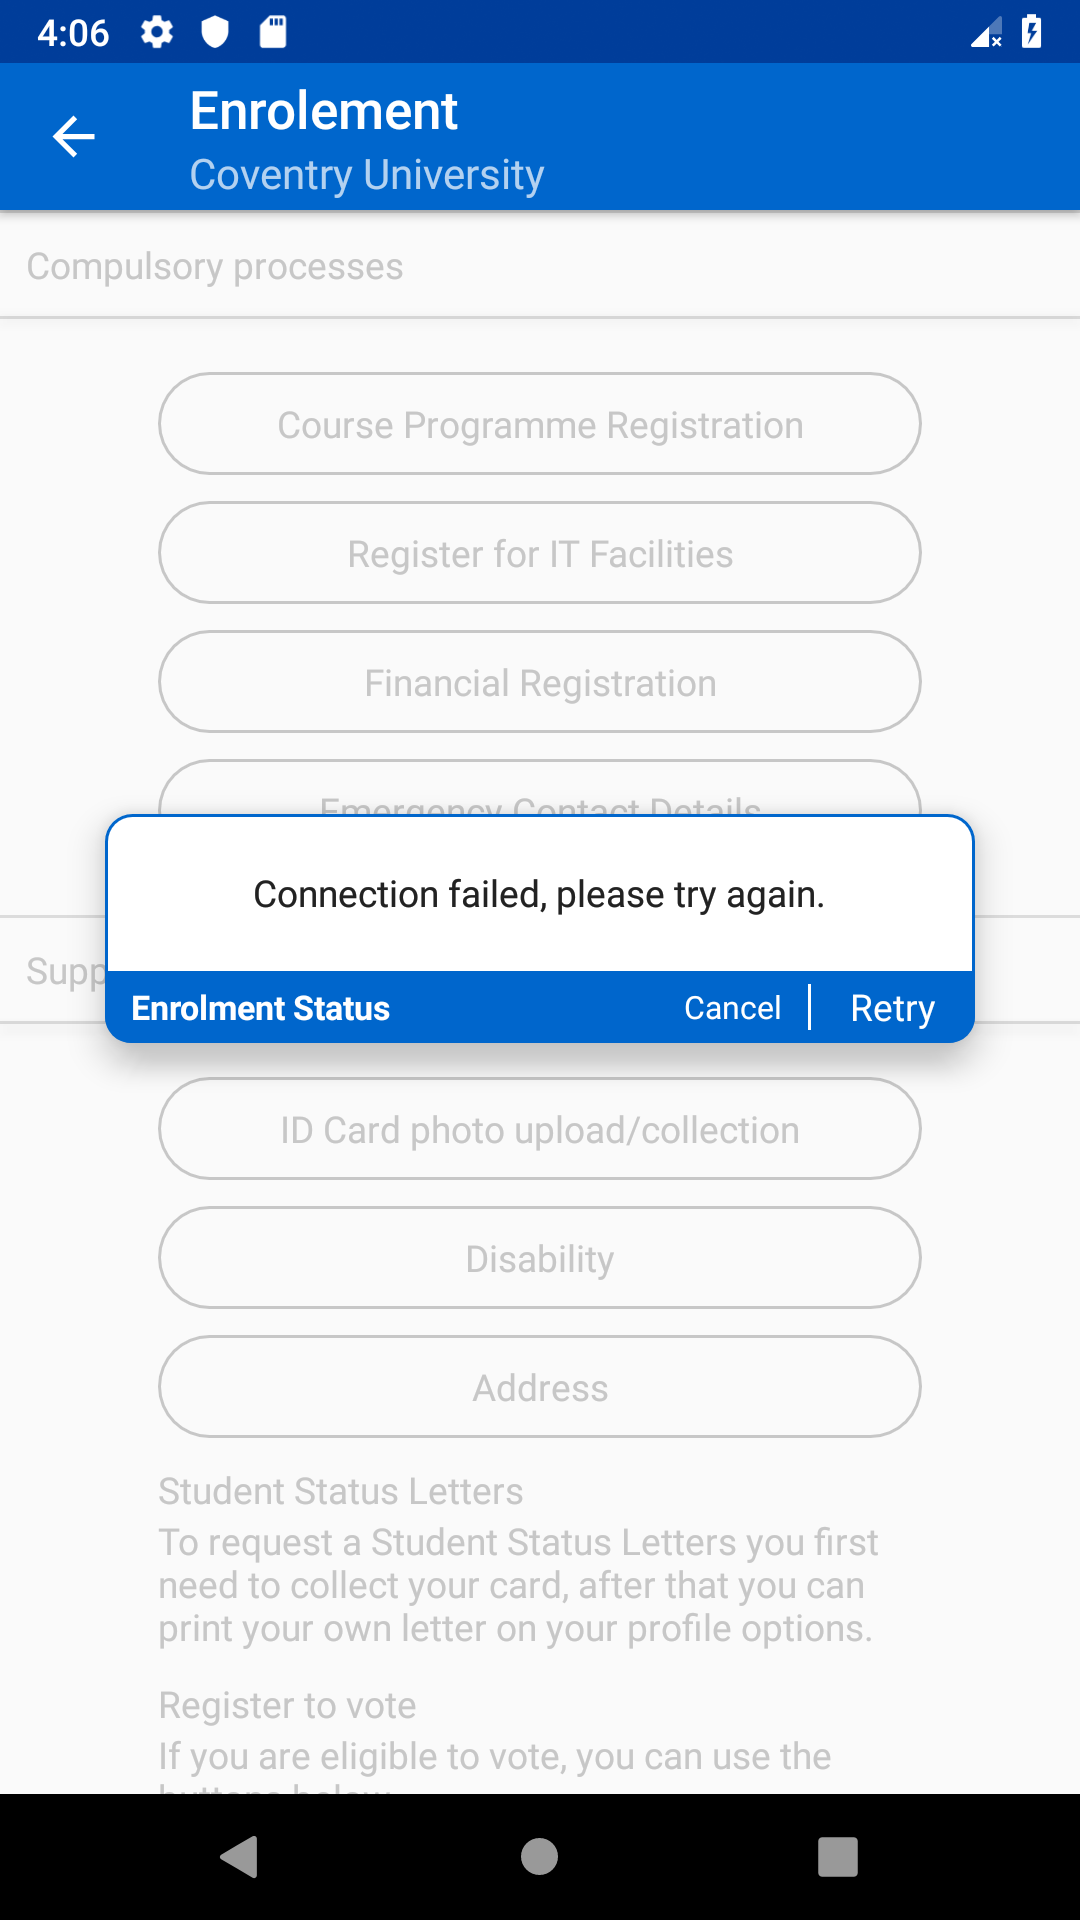 4:06
Enrolement
Coventry University
Compulsory processes
Course Programme Registration
Register for IT Facilities
Financial Registration
Emergency Contact Details
Connection failed, please try again.
Supp
Enrolment Status
Cancel
Retry
ID Card photo upload/collection
Disability
Address
Student Status Letters
To request a Student Status Letters you first
need to collect your card, after that you can
print your own letter on your profile options.
Register to vote
If you are eligible to vote, you can use the
buttons below